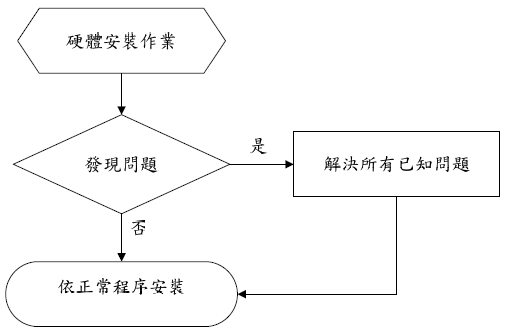 硬體安裝作業
發現問題
是
解決所有已知問題
否
依正常程序安裝